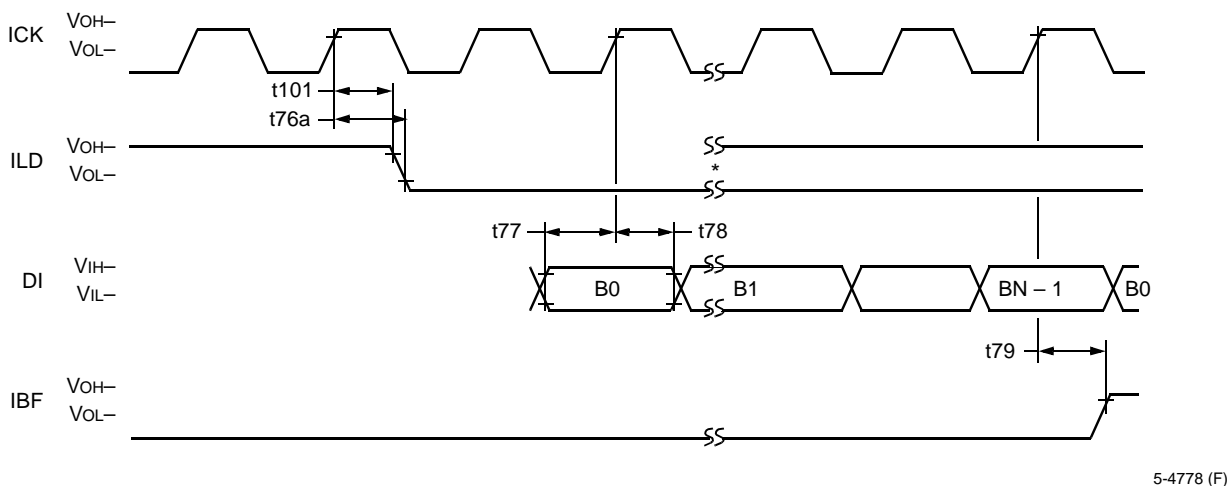 ICK
VOH–
VOL–
t101
t76a
ILD
VOH–
VOL–
*
t77
t78
DI
VIH–
VIL–
B0
B1
BN – 1
B0
t79
IBF
VOH–
VOL–
5-4778 (F)